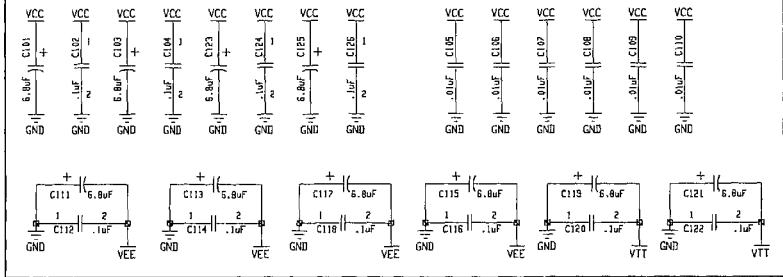 VCC VCC VCC VCC VCC VCC VCC VCC VCC VCC VCC VCC VCC VCC
C101 + C102 1 C103 + C104 1 C123 + C124 1 C125 + C126 1 C105 C106 C107 C108 C109 C110
6.8uF .1uF 2 6.8uF .1uF 2 6.8uF .1uF 2 6.8uF .1uF 2 .01uF .01uF .01uF .01uF .01uF .01uF
GND GND GND GND GND GND GND GND GND GND GND GND GND GND
+ + + + + +
C111 6.8uF C113 6.8uF C117 6.8uF C115 6.8uF C119 6.8uF C121 6.8uF
1 2 1 2 1 2 1 2 1 2 1 2
C112 .1uF C114 .1uF C118 .1uF C116 .1uF C120 .1uF C122 .1uF
GND VEE GND VEE GND VEE GND VEE GND VTT GND VTT